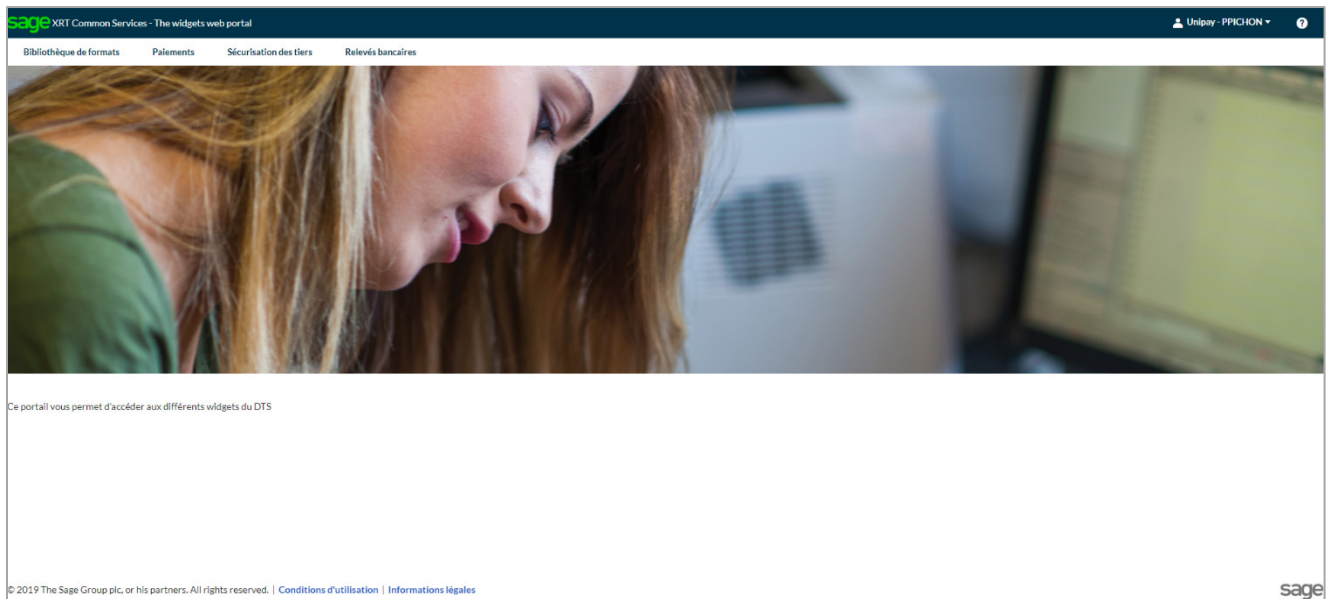 sage XRT Common Services - The widgets web portal
Unipay - PPICHON
?
Bibliothèque de formats Paiements Sécurisation des tiers Relevés bancaires
Ce portail vous permet d'accéder aux différents widgets du DTS
© 2019 The Sage Group plc, or his partners. All rights reserved. | Conditions d'utilisation | Informations légales
sage